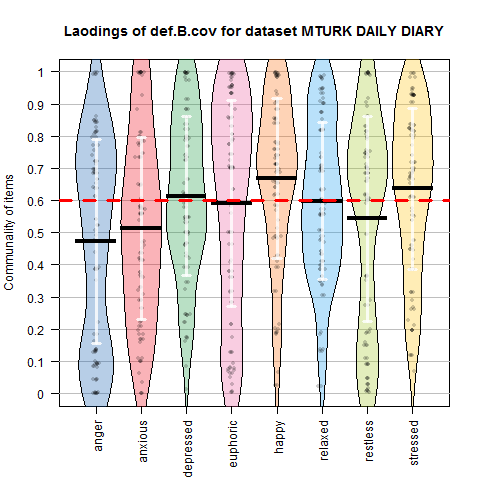 Laodings of def.B.cov for dataset MTURK DAILY DIARY
Communality of items
1
0.9
0.8
0.7
0.6
0.5
0.4
0.3
0.2
0.1
0
anger
anxious
depressed
euphoric
happy
relaxed
restless
stressed